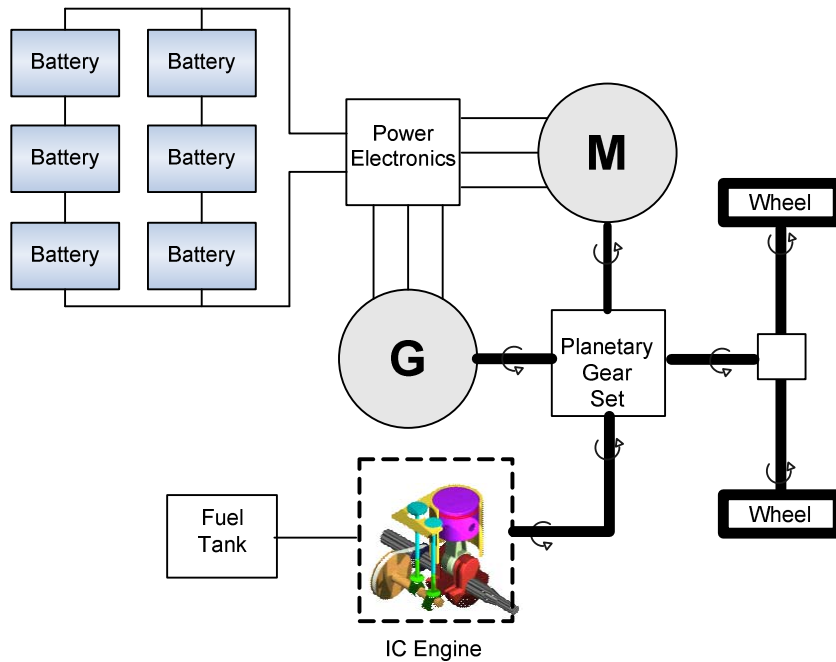 Battery
Battery
Power
Electronics
M
Battery
Battery
Wheel
Battery
Battery
G
Planetary
Gear
Set
Fuel
Tank
Wheel
IC Engine